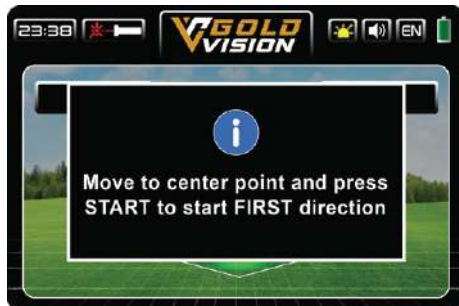 23:38
GOLD
VISION
EN
i
Move to center point and press
START to start FIRST direction